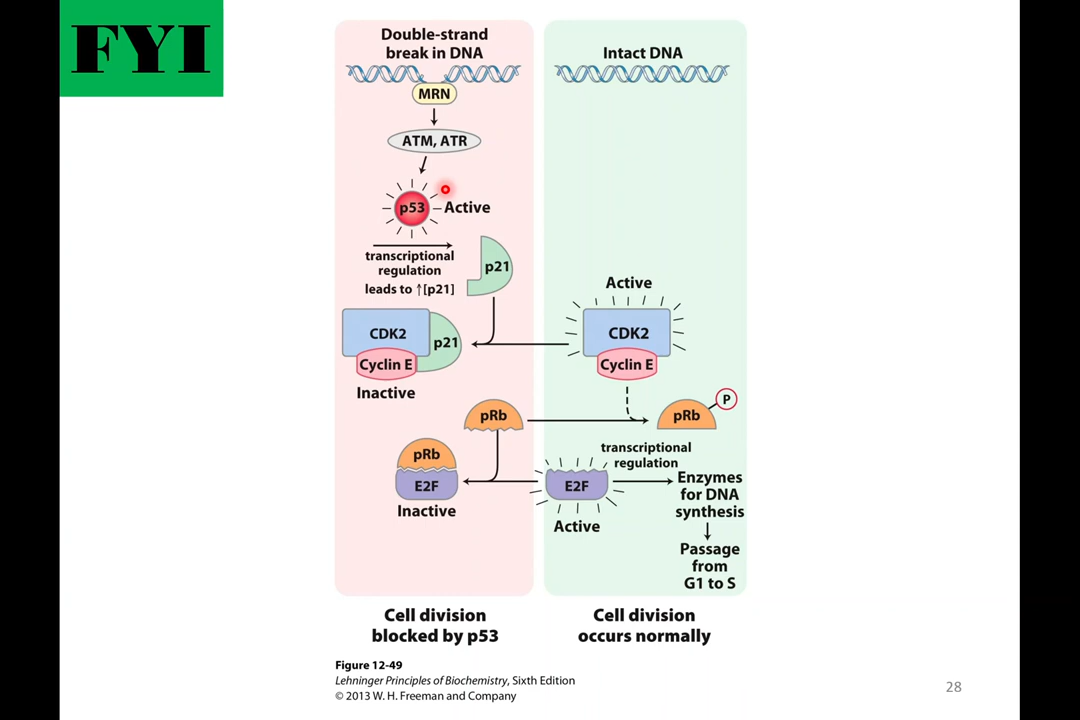 FYI
Double-strand
break in DNA
MRN
ATM, ATR
p53
Active
transcriptional
regulation
leads to ↑[p21]
p21
CDK2
p21
Cyclin E
Inactive
pRb
pRb
E2F
Inactive
Cell division
blocked by p53
Intact DNA
Active
CDK2
Cyclin E
pRb
P
transcriptional
regulation
E2F
Active
Enzymes
for DNA
synthesis
Passage
from
G1 to S
Cell division
occurs normally
Figure 12-49
Lehninger Principles of Biochemistry, Sixth Edition
© 2013 W. H. Freeman and Company
28